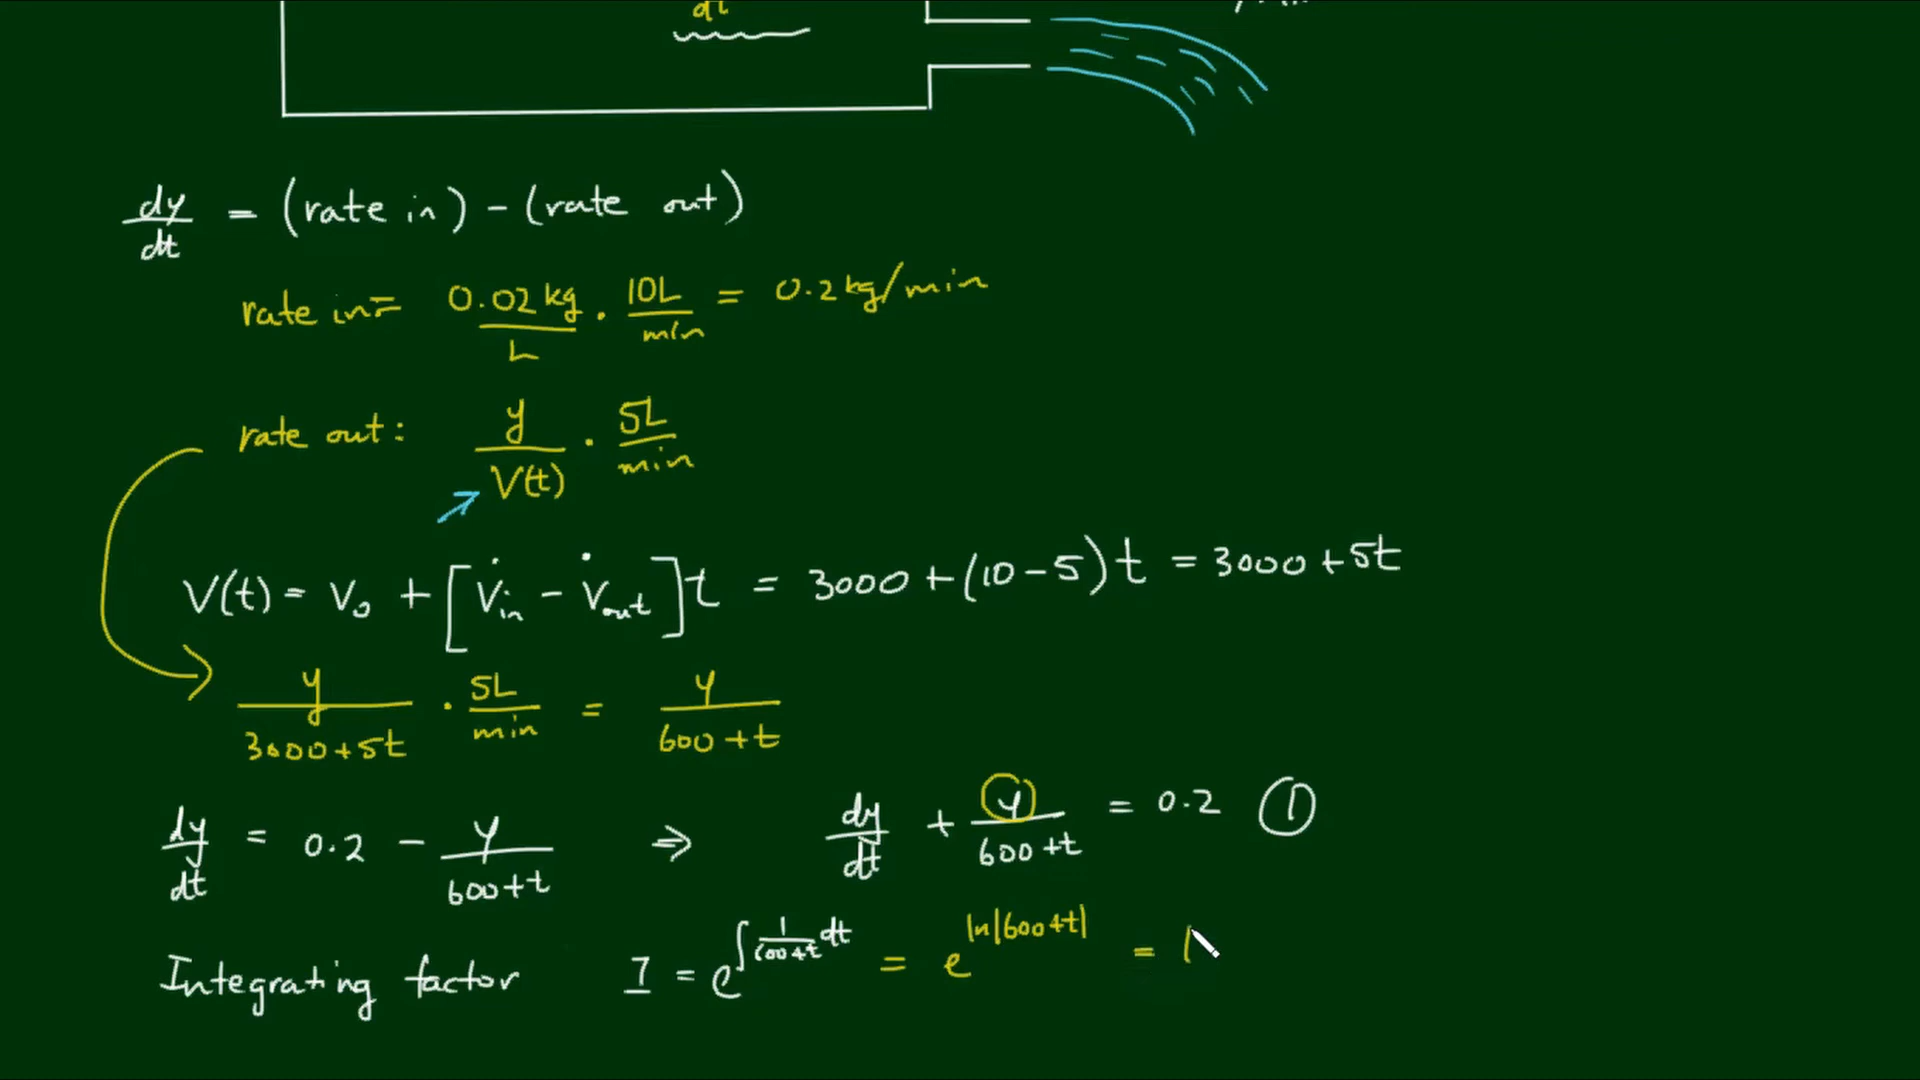 dt
dy/dt = (rate in) - (rate out)
rate in = 0.02 kg/L · 10L/min = 0.2 kg/min
rate out: y/V(t) · 5L/min
V(t) = V₀ + [V̇in - V̇out]t = 3000 + (10-5)t = 3000 + 5t
y/(3000+5t) · 5L/min = y/(600+t)
dy/dt = 0.2 - y/(600+t) ⇒ dy/dt + y/(600+t) = 0.2 ①
Integrating factor I = e^(∫ 1/(600+t) dt) = e^(ln|600+t|) = |